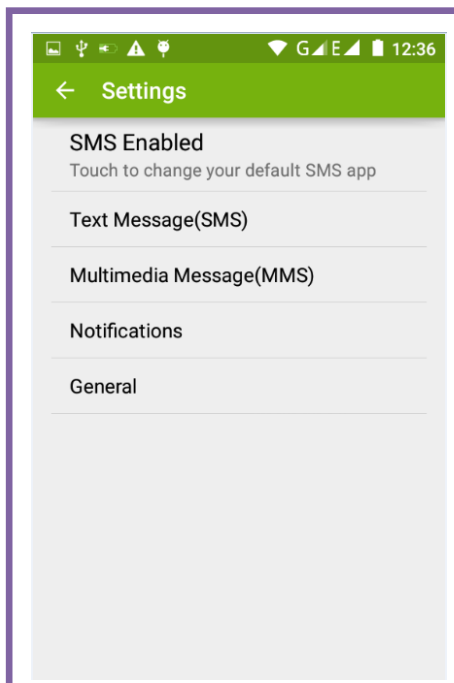 G E 12:36
Settings
SMS Enabled
Touch to change your default SMS app
Text Message(SMS)
Multimedia Message(MMS)
Notifications
General